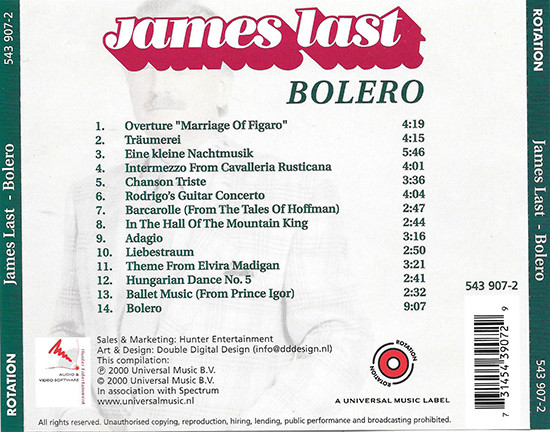 James Last
BOLERO
1. Overture "Marriage Of Figaro" 4:19
2. Träumerei 4:15
3. Eine kleine Nachtmusik 5:46
4. Intermezzo From Cavalleria Rusticana 4:01
5. Chanson Triste 3:36
6. Rodrigo's Guitar Concerto 4:04
7. Barcarolle (From The Tales Of Hoffman) 2:47
8. In The Hall Of The Mountain King 2:44
9. Adagio 3:16
10. Liebestraum 2:50
11. Theme From Elvira Madigan 3:21
12. Hungarian Dance No. 5 2:41
13. Ballet Music (From Prince Igor) 2:32
14. Bolero 9:07
Sales & Marketing: Hunter Entertainment
Art & Design: Double Digital Design (info@dddesign.nl)
This compilation:
Ⓟ 2000 Universal Music B.V.
© 2000 Universal Music B.V.
In association with Spectrum
www.universalmusic.nl
AUDIO &
VIDEO SOFTWARE
ROTATION
ROTATION
A UNIVERSAL MUSIC LABEL
543 907-2
7 31454 39072 9
All rights reserved. Unauthorised copying, reproduction, hiring, lending, public performance and broadcasting prohibited.
543 907-2
James Last - Bolero
ROTATION
ROTATION
James Last - Bolero
543 907-2